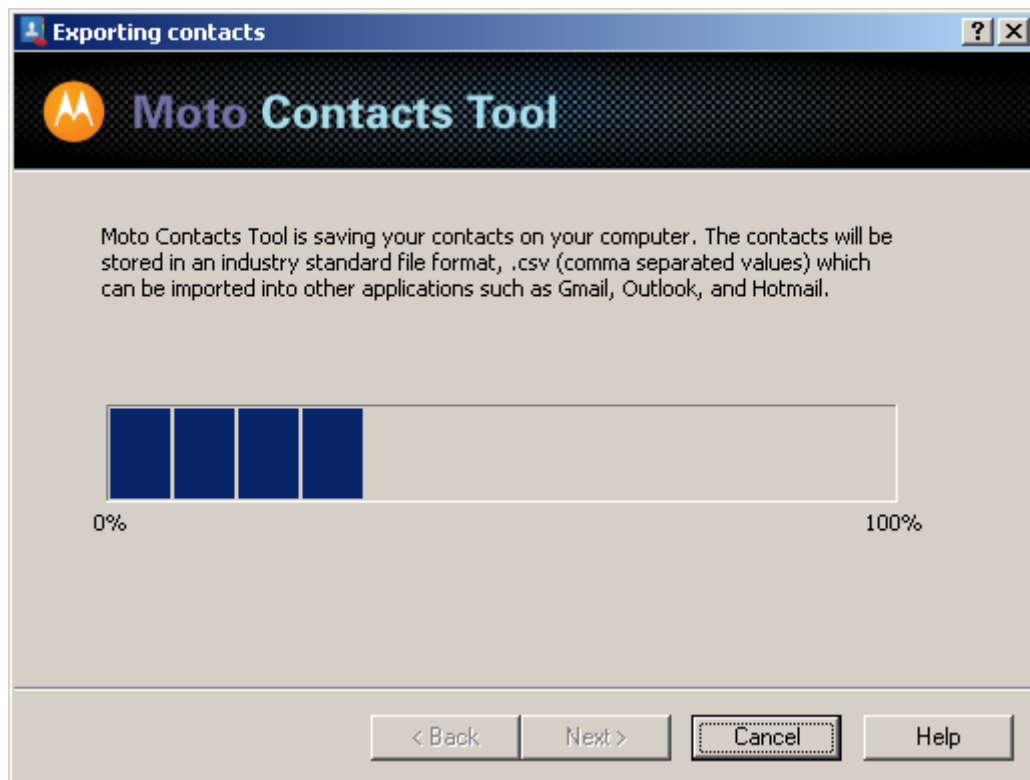 Exporting contacts
Moto Contacts Tool
Moto Contacts Tool is saving your contacts on your computer. The contacts will be
stored in an industry standard file format, .csv (comma separated values) which
can be imported into other applications such as Gmail, Outlook, and Hotmail.
0% 100%
< Back Next > Cancel Help